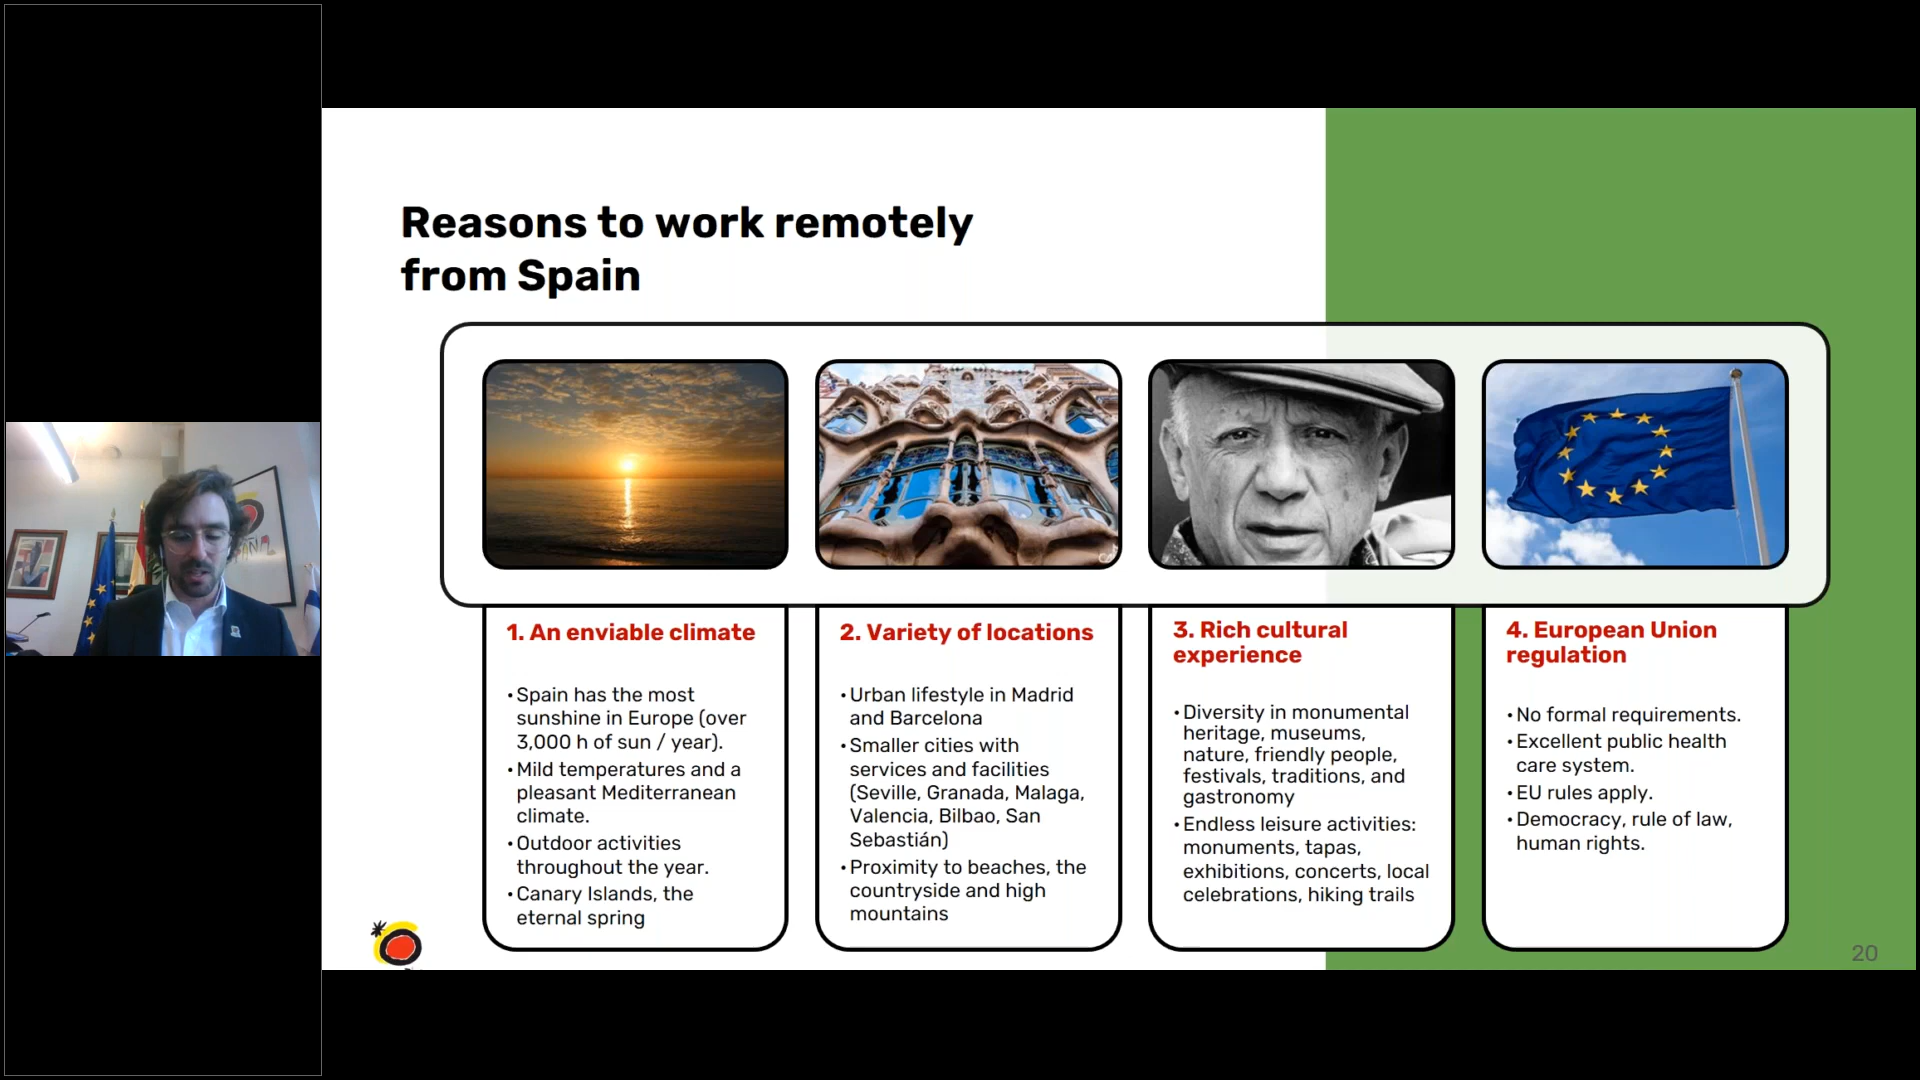 Reasons to work remotely
from Spain
1. An enviable climate
•Spain has the most
sunshine in Europe (over
3,000 h of sun / year).
•Mild temperatures and a
pleasant Mediterranean
climate.
•Outdoor activities
throughout the year.
•Canary Islands, the
eternal spring
2. Variety of locations
•Urban lifestyle in Madrid
and Barcelona
•Smaller cities with
services and facilities
(Seville, Granada, Malaga,
Valencia, Bilbao, San
Sebastián)
•Proximity to beaches, the
countryside and high
mountains
3. Rich cultural
experience
•Diversity in monumental
heritage, museums,
nature, friendly people,
festivals, traditions, and
gastronomy
•Endless leisure activities:
monuments, tapas,
exhibitions, concerts, local
celebrations, hiking trails
4. European Union
regulation
•No formal requirements.
•Excellent public health
care system.
•EU rules apply.
•Democracy, rule of law,
human rights.
20